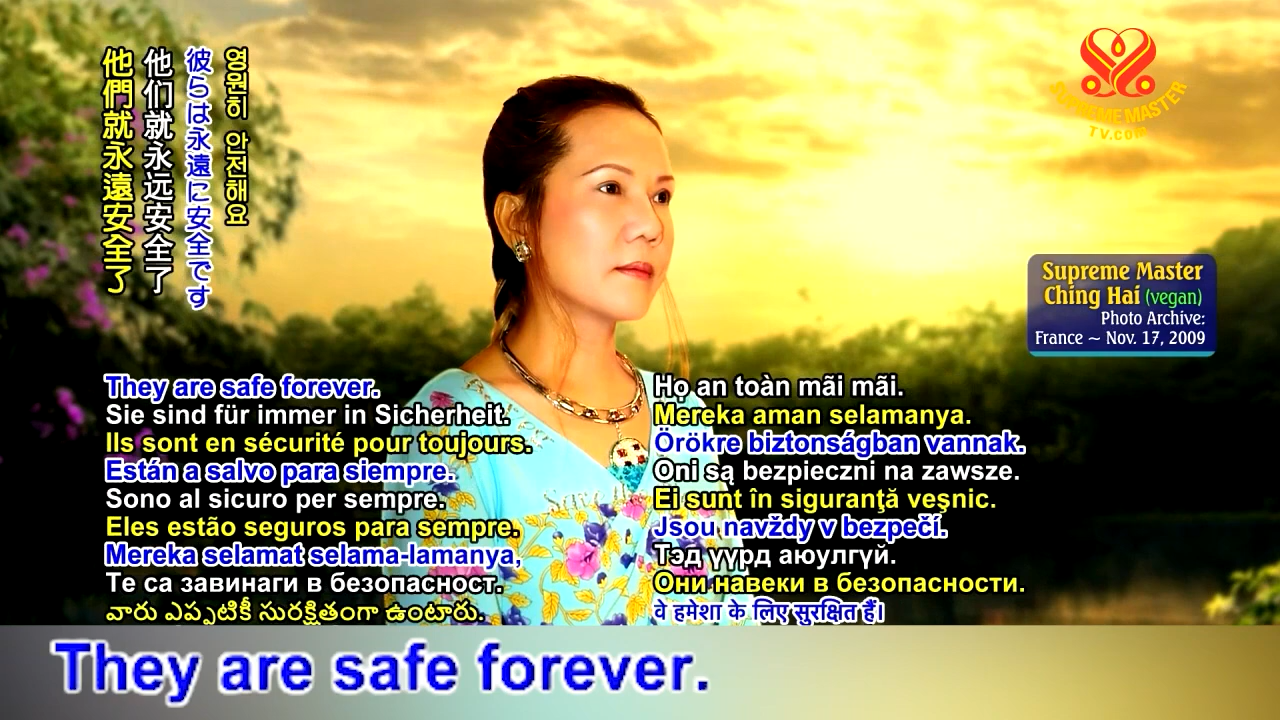 他們就永遠安全了
他们就永远安全了
彼らは永遠に安全です
영원히 안전해요
SUPREME MASTER
TV.COM
Supreme Master
Ching Hai (vegan)
Photo Archive:
France ~ Nov. 17, 2009
They are safe forever.
Sie sind für immer in Sicherheit.
Ils sont en sécurité pour toujours.
Están a salvo para siempre.
Sono al sicuro per sempre.
Eles estão seguros para sempre.
Mereka selamat selama-lamanya,
Те са завинаги в безопасност.
వారు ఎప్పటికీ సురక్షితంగా ఉంటారు.
Họ an toàn mãi mãi.
Mereka aman selamanya.
Örökre biztonságban vannak.
Oni są bezpieczni na zawsze.
Ei sunt în siguranţă veşnic.
Jsou navždy v bezpečí.
Тэд үүрд аюулгүй.
Они навеки в безопасности.
वे हमेशा के लिए सुरक्षित हैं।
They are safe forever.